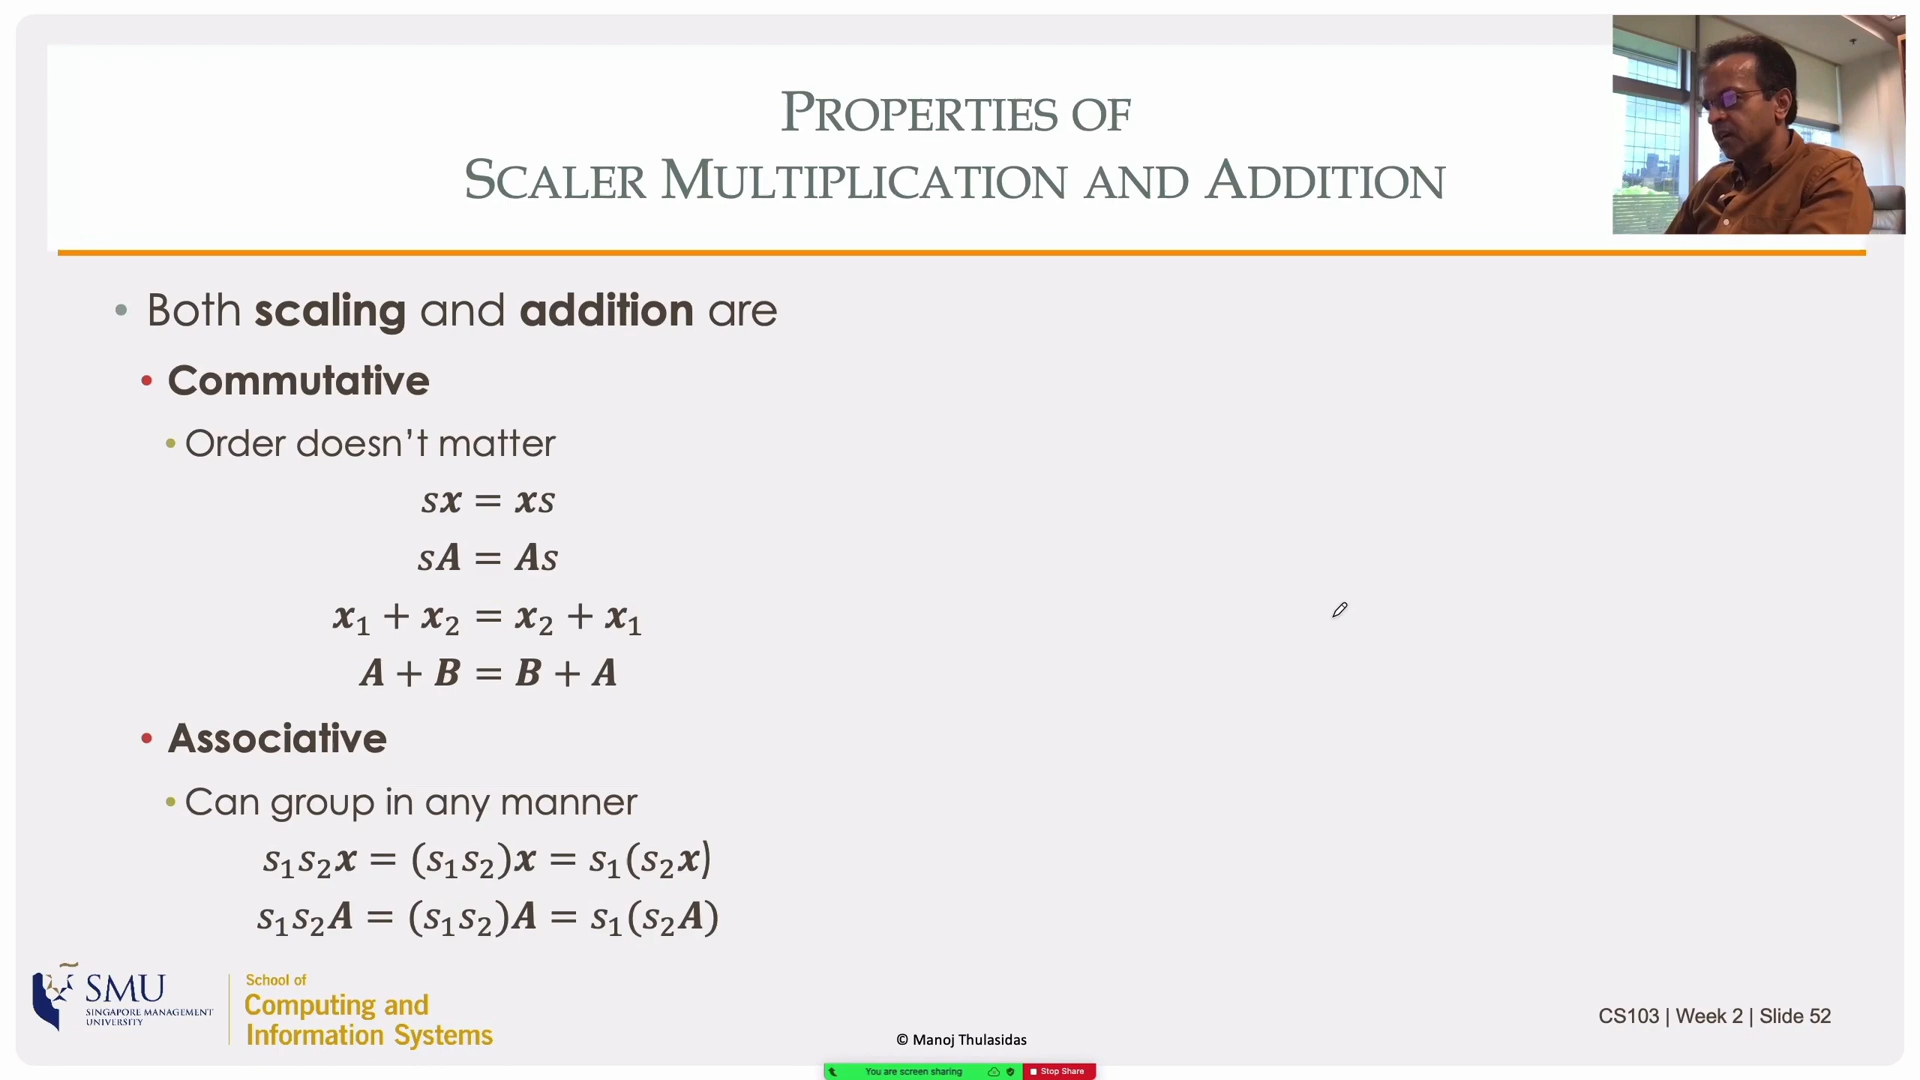 PROPERTIES OF
SCALER MULTIPLICATION AND ADDITION
• Both scaling and addition are
• Commutative
• Order doesn't matter
sx = xs
sA = As
x₁ + x₂ = x₂ + x₁
A + B = B + A
• Associative
• Can group in any manner
s₁s₂x = (s₁s₂)x = s₁(s₂x)
s₁s₂A = (s₁s₂)A = s₁(s₂A)
SMU
SINGAPORE MANAGEMENT
UNIVERSITY
School of
Computing and
Information Systems
© Manoj Thulasidas
CS103 | Week 2 | Slide 52
You are screen sharing
Stop Share